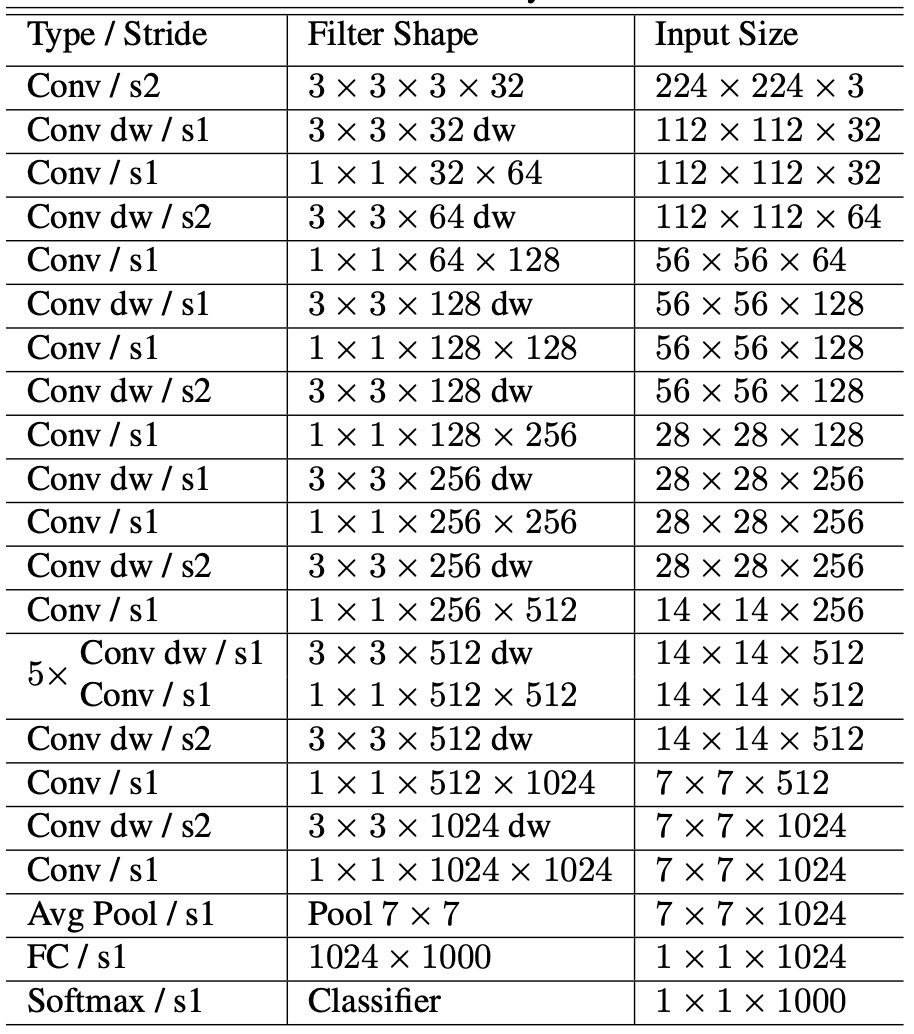 Type / Stride Filter Shape Input Size
Conv / s2 3 × 3 × 3 × 32 224 × 224 × 3
Conv dw / s1 3 × 3 × 32 dw 112 × 112 × 32
Conv / s1 1 × 1 × 32 × 64 112 × 112 × 32
Conv dw / s2 3 × 3 × 64 dw 112 × 112 × 64
Conv / s1 1 × 1 × 64 × 128 56 × 56 × 64
Conv dw / s1 3 × 3 × 128 dw 56 × 56 × 128
Conv / s1 1 × 1 × 128 × 128 56 × 56 × 128
Conv dw / s2 3 × 3 × 128 dw 56 × 56 × 128
Conv / s1 1 × 1 × 128 × 256 28 × 28 × 128
Conv dw / s1 3 × 3 × 256 dw 28 × 28 × 256
Conv / s1 1 × 1 × 256 × 256 28 × 28 × 256
Conv dw / s2 3 × 3 × 256 dw 28 × 28 × 256
Conv / s1 1 × 1 × 256 × 512 14 × 14 × 256
5× Conv dw / s1 3 × 3 × 512 dw 14 × 14 × 512
Conv / s1 1 × 1 × 512 × 512 14 × 14 × 512
Conv dw / s2 3 × 3 × 512 dw 14 × 14 × 512
Conv / s1 1 × 1 × 512 × 1024 7 × 7 × 512
Conv dw / s2 3 × 3 × 1024 dw 7 × 7 × 1024
Conv / s1 1 × 1 × 1024 × 1024 7 × 7 × 1024
Avg Pool / s1 Pool 7 × 7 7 × 7 × 1024
FC / s1 1024 × 1000 1 × 1 × 1024
Softmax / s1 Classifier 1 × 1 × 1000